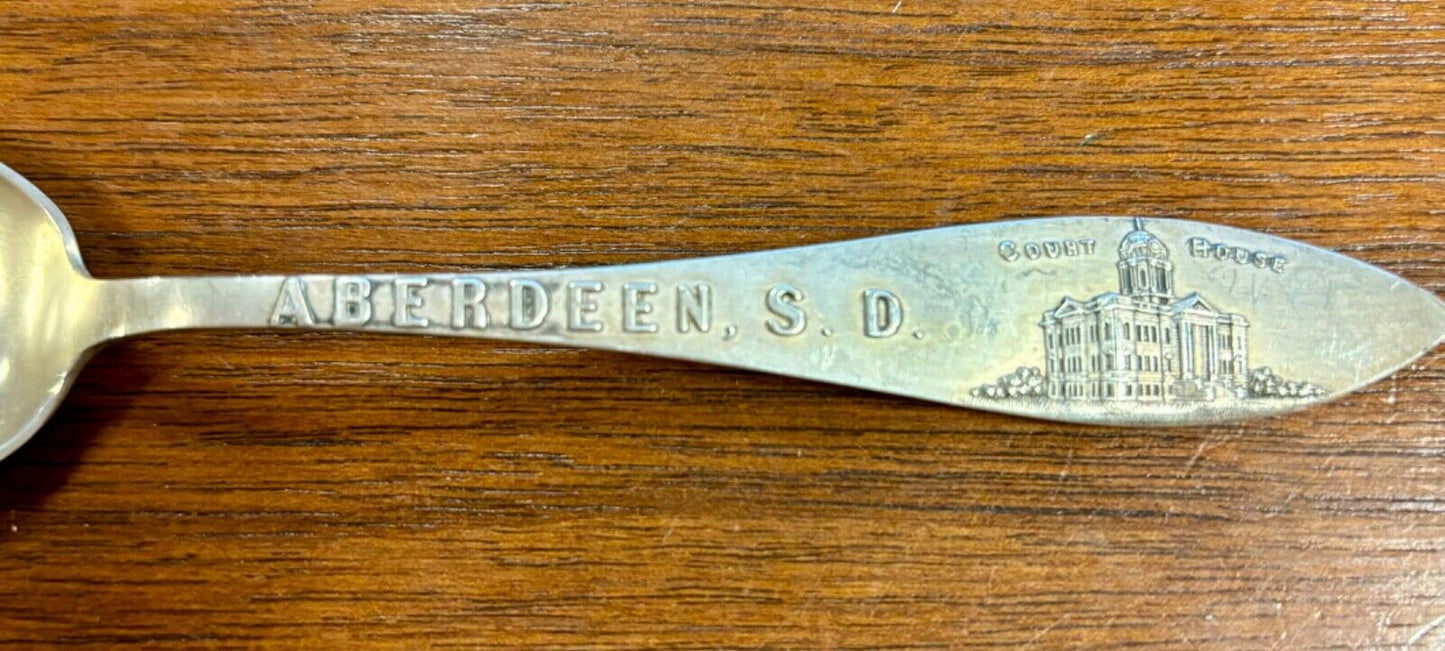 ABERDEEN, S. D.
COURT HOUSE